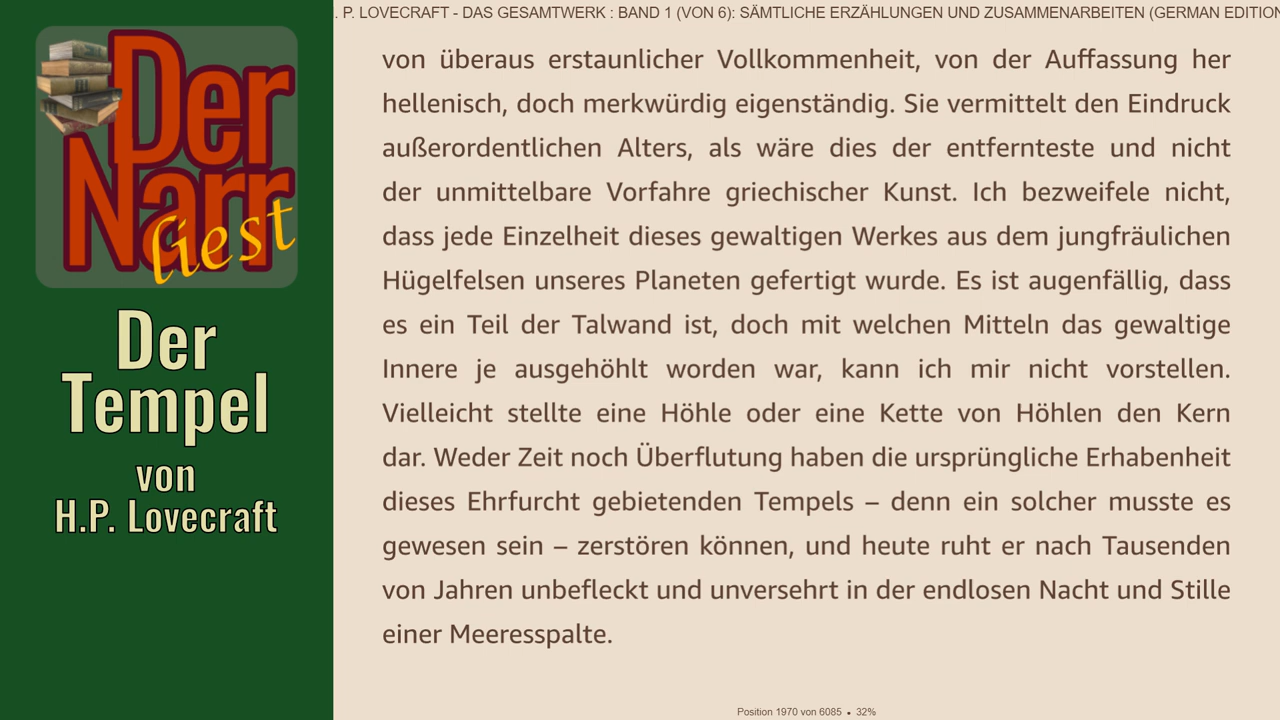 Der
Narr
liest
Der
Tempel
von
H.P. Lovecraft
. P. LOVECRAFT - DAS GESAMTWERK : BAND 1 (VON 6): SÄMTLICHE ERZÄHLUNGEN UND ZUSAMMENARBEITEN (GERMAN EDITION
von überaus erstaunlicher Vollkommenheit, von der Auffassung her
hellenisch, doch merkwürdig eigenständig. Sie vermittelt den Eindruck
außerordentlichen Alters, als wäre dies der entfernteste und nicht
der unmittelbare Vorfahre griechischer Kunst. Ich bezweifele nicht,
dass jede Einzelheit dieses gewaltigen Werkes aus dem jungfräulichen
Hügelfelsen unseres Planeten gefertigt wurde. Es ist augenfällig, dass
es ein Teil der Talwand ist, doch mit welchen Mitteln das gewaltige
Innere je ausgehöhlt worden war, kann ich mir nicht vorstellen.
Vielleicht stellte eine Höhle oder eine Kette von Höhlen den Kern
dar. Weder Zeit noch Überflutung haben die ursprüngliche Erhabenheit
dieses Ehrfurcht gebietenden Tempels – denn ein solcher musste es
gewesen sein – zerstören können, und heute ruht er nach Tausenden
von Jahren unbefleckt und unversehrt in der endlosen Nacht und Stille
einer Meeresspalte.
Position 1970 von 6085 • 32%